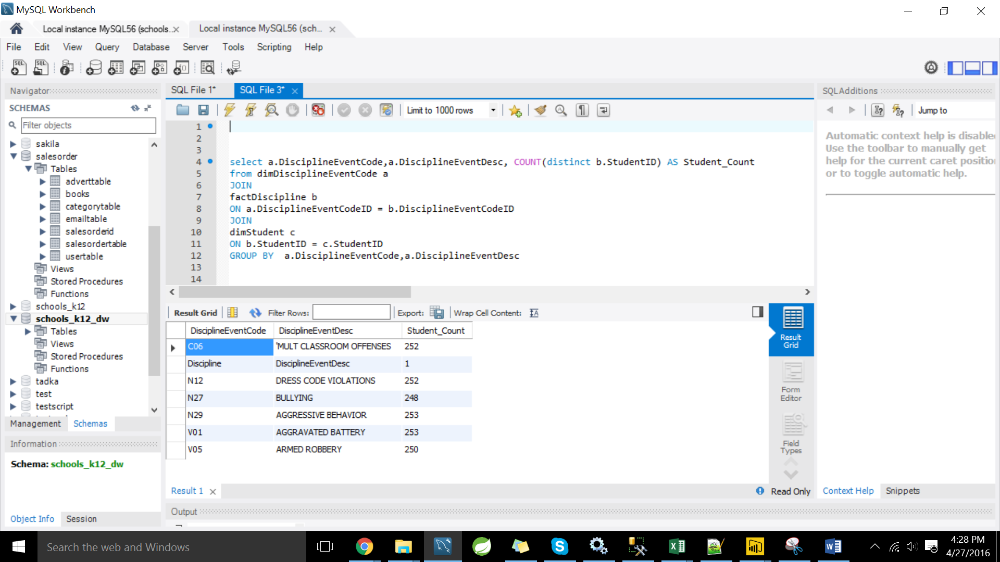 MySQL Workbench
Local instance MySQL56 (schools...
Local instance MySQL56 (sch...
File Edit View Query Database Server Tools Scripting Help
Navigator
SCHEMAS
Filter objects
sakila
salesorder
Tables
adverttable
books
categorytable
emailtable
salesorderid
salesordertable
usertable
Views
Stored Procedures
Functions
schools_k12
schools_k12_dw
Tables
Views
Stored Procedures
Functions
tadka
test
testscript
Management Schemas
Information
Schema: schools_k12_dw
Object Info Session
SQL File 1* SQL File 3*
Limit to 1000 rows
1
2
3
4 select a.DisciplineEventCode,a.DisciplineEventDesc, COUNT(distinct b.StudentID) AS Student_Count
5 from dimDisciplineEventCode a
6 JOIN
7 factDiscipline b
8 ON a.DisciplineEventCodeID = b.DisciplineEventCodeID
9 JOIN
10 dimStudent c
11 ON b.StudentID = c.StudentID
12 GROUP BY a.DisciplineEventCode,a.DisciplineEventDesc
13
14
Result Grid Filter Rows: Export: Wrap Cell Content:
DisciplineEventCode DisciplineEventDesc Student_Count
C06 'MULT CLASSROOM OFFENSES 252
Discipline DisciplineEventDesc 1
N12 DRESS CODE VIOLATIONS 252
N27 BULLYING 248
N29 AGGRESSIVE BEHAVIOR 253
V01 AGGRAVATED BATTERY 253
V05 ARMED ROBBERY 250
Result Grid
Form Editor
Field Types
Result 1
Read Only
Output
SQLAdditions
Jump to
Automatic context help is disabled
Use the toolbar to manually get
help for the current caret position
or to toggle automatic help.
Context Help Snippets
Search the web and Windows
4:28 PM
4/27/2016